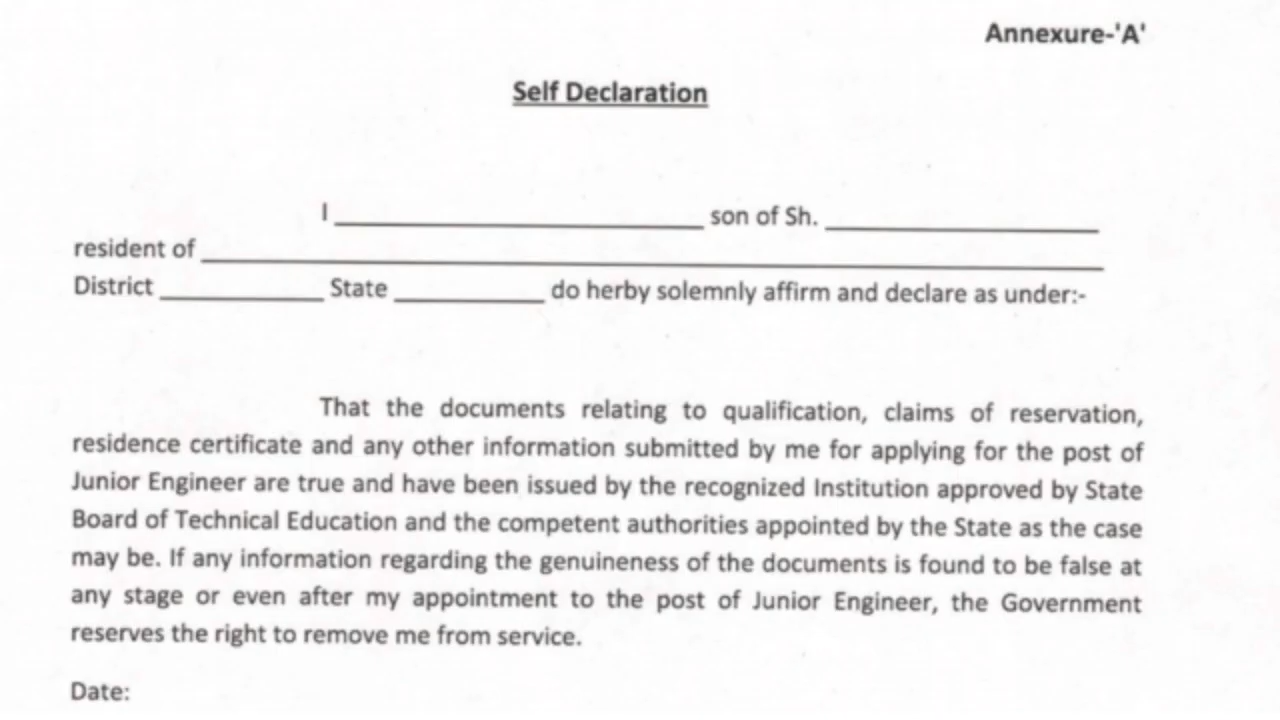 Annexure-'A'
Self Declaration
I ______________________ son of Sh. ________________
resident of ______________________________________________________
District __________ State _________ do herby solemnly affirm and declare as under:-
That the documents relating to qualification, claims of reservation,
residence certificate and any other information submitted by me for applying for the post of
Junior Engineer are true and have been issued by the recognized Institution approved by State
Board of Technical Education and the competent authorities appointed by the State as the case
may be. If any information regarding the genuineness of the documents is found to be false at
any stage or even after my appointment to the post of Junior Engineer, the Government
reserves the right to remove me from service.
Date: